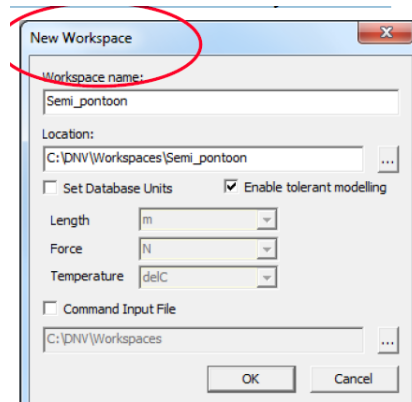 New Workspace
Workspace name:
Semi_pontoon
Location:
C:\DNV\Workspaces\Semi_pontoon ...
Set Database Units Enable tolerant modelling
Length m
Force N
Temperature delC
Command Input File
C:\DNV\Workspaces ...
OK Cancel